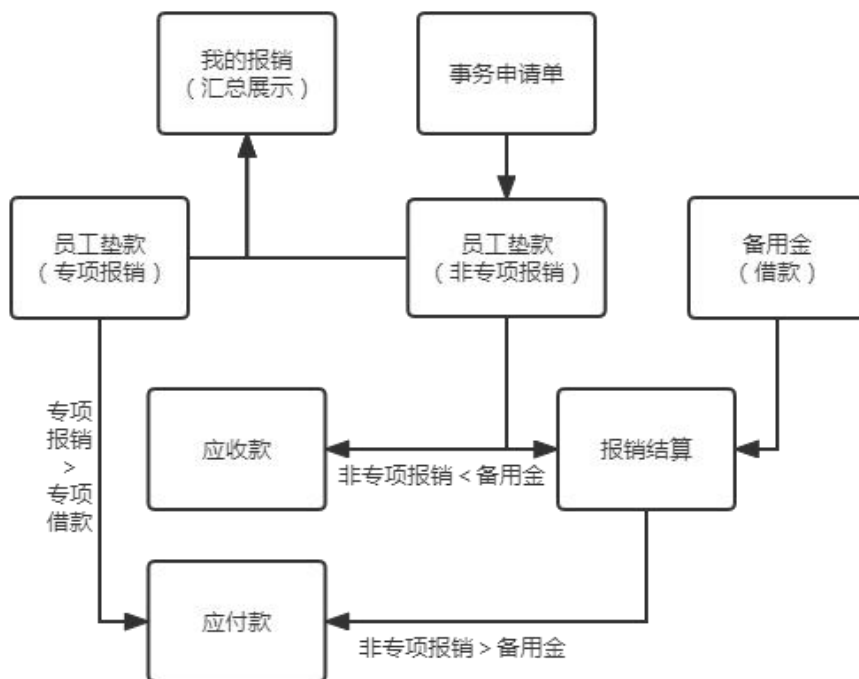 我的报销
（汇总展示）
事务申请单
员工垫款
（专项报销）
员工垫款
（非专项报销）
备用金
（借款）
专项
报销
>
专项
借款
应收款
非专项报销 < 备用金
报销结算
应付款
非专项报销 > 备用金